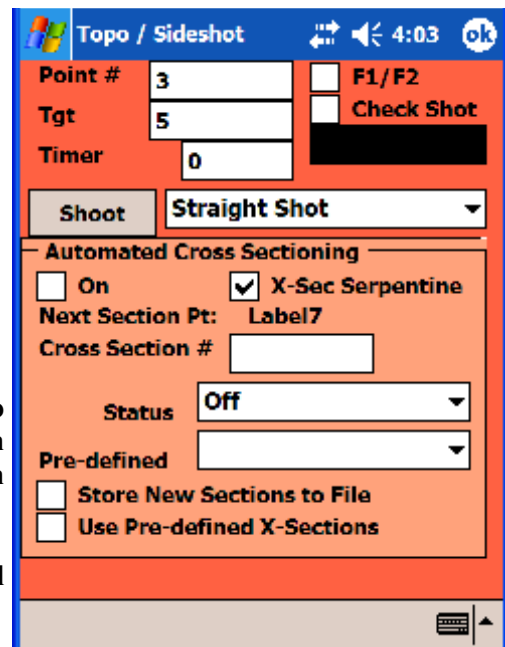 Topo / Sideshot 4:03 ok
Point # 3 F1/F2
Tgt 5 Check Shot
Timer 0
Shoot Straight Shot
Automated Cross Sectioning
On X-Sec Serpentine
Next Section Pt: Label7
Cross Section #
Status Off
Pre-defined
Store New Sections to File
Use Pre-defined X-Sections